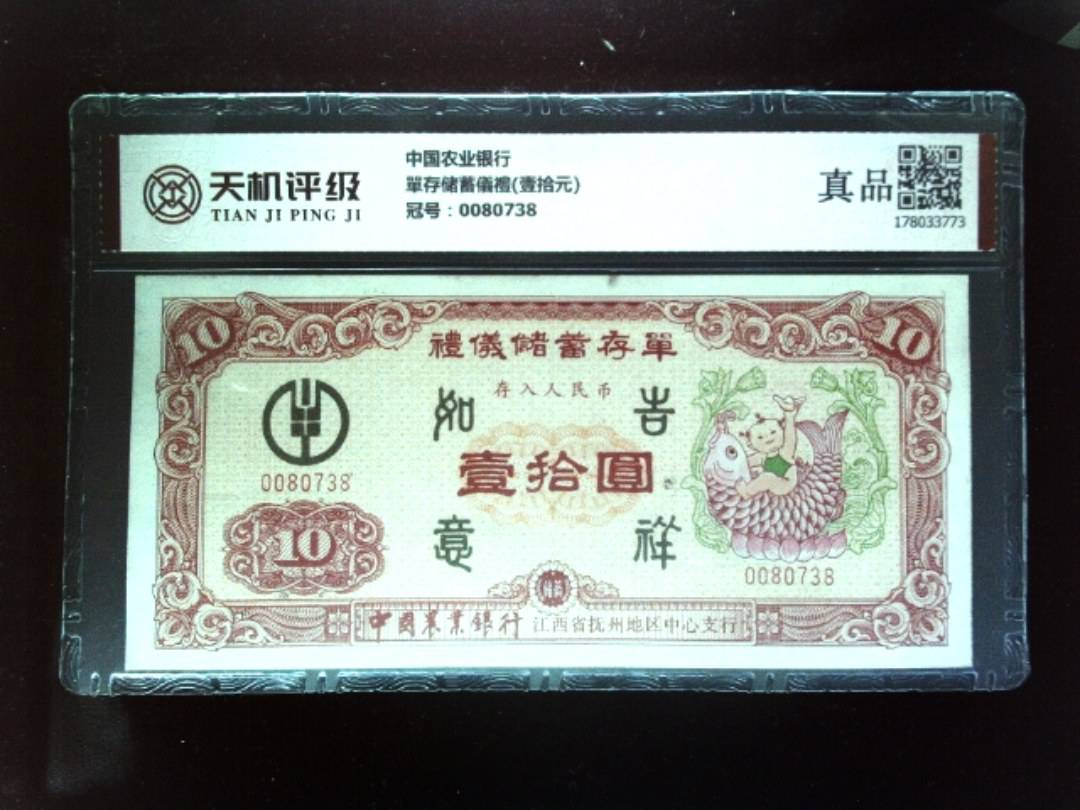 天机评级
TIAN JI PING JI
中国农业银行
單存储蓄儀禮(壹拾元)
冠号：0080738
真品
178033773
10
10
禮儀儲蓄存單
存入人民币
如 吉
壹拾圓
意 祥
0080738
10
0080738
中國農業銀行 江西省抚州地区中心支行